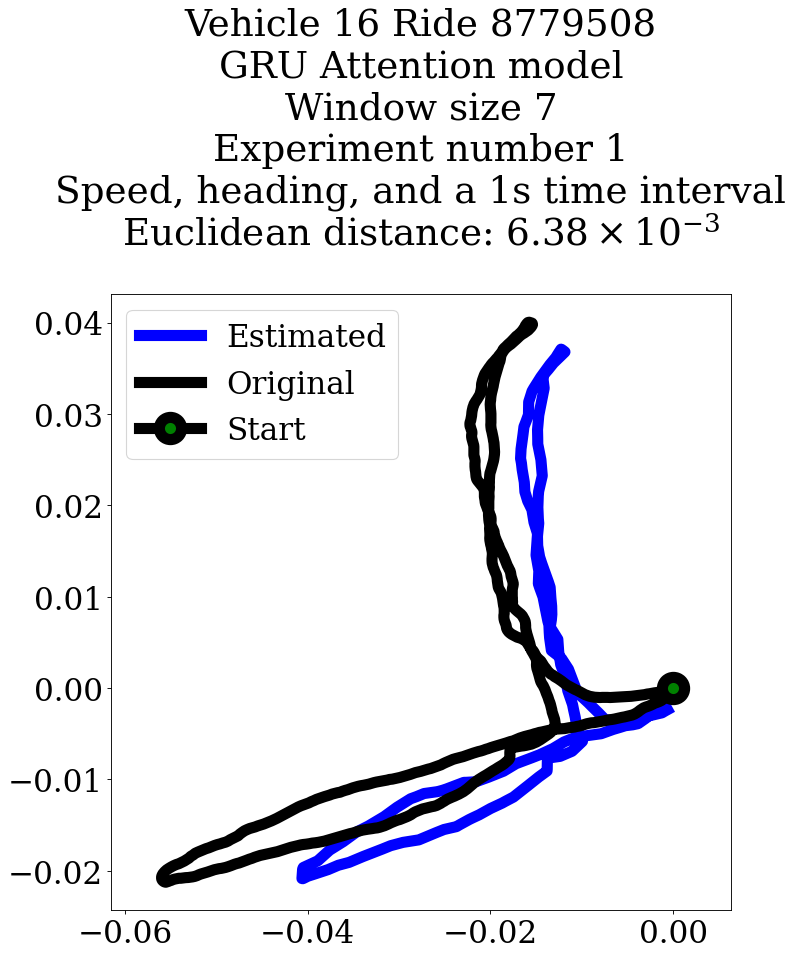 Vehicle 16 Ride 8779508
GRU Attention model
Window size 7
Experiment number 1
Speed, heading, and a 1s time interval
Euclidean distance: 6.38 × 10⁻³
Estimated
Original
Start
0.04
0.03
0.02
0.01
0.00
−0.01
−0.02
−0.06 −0.04 −0.02 0.00